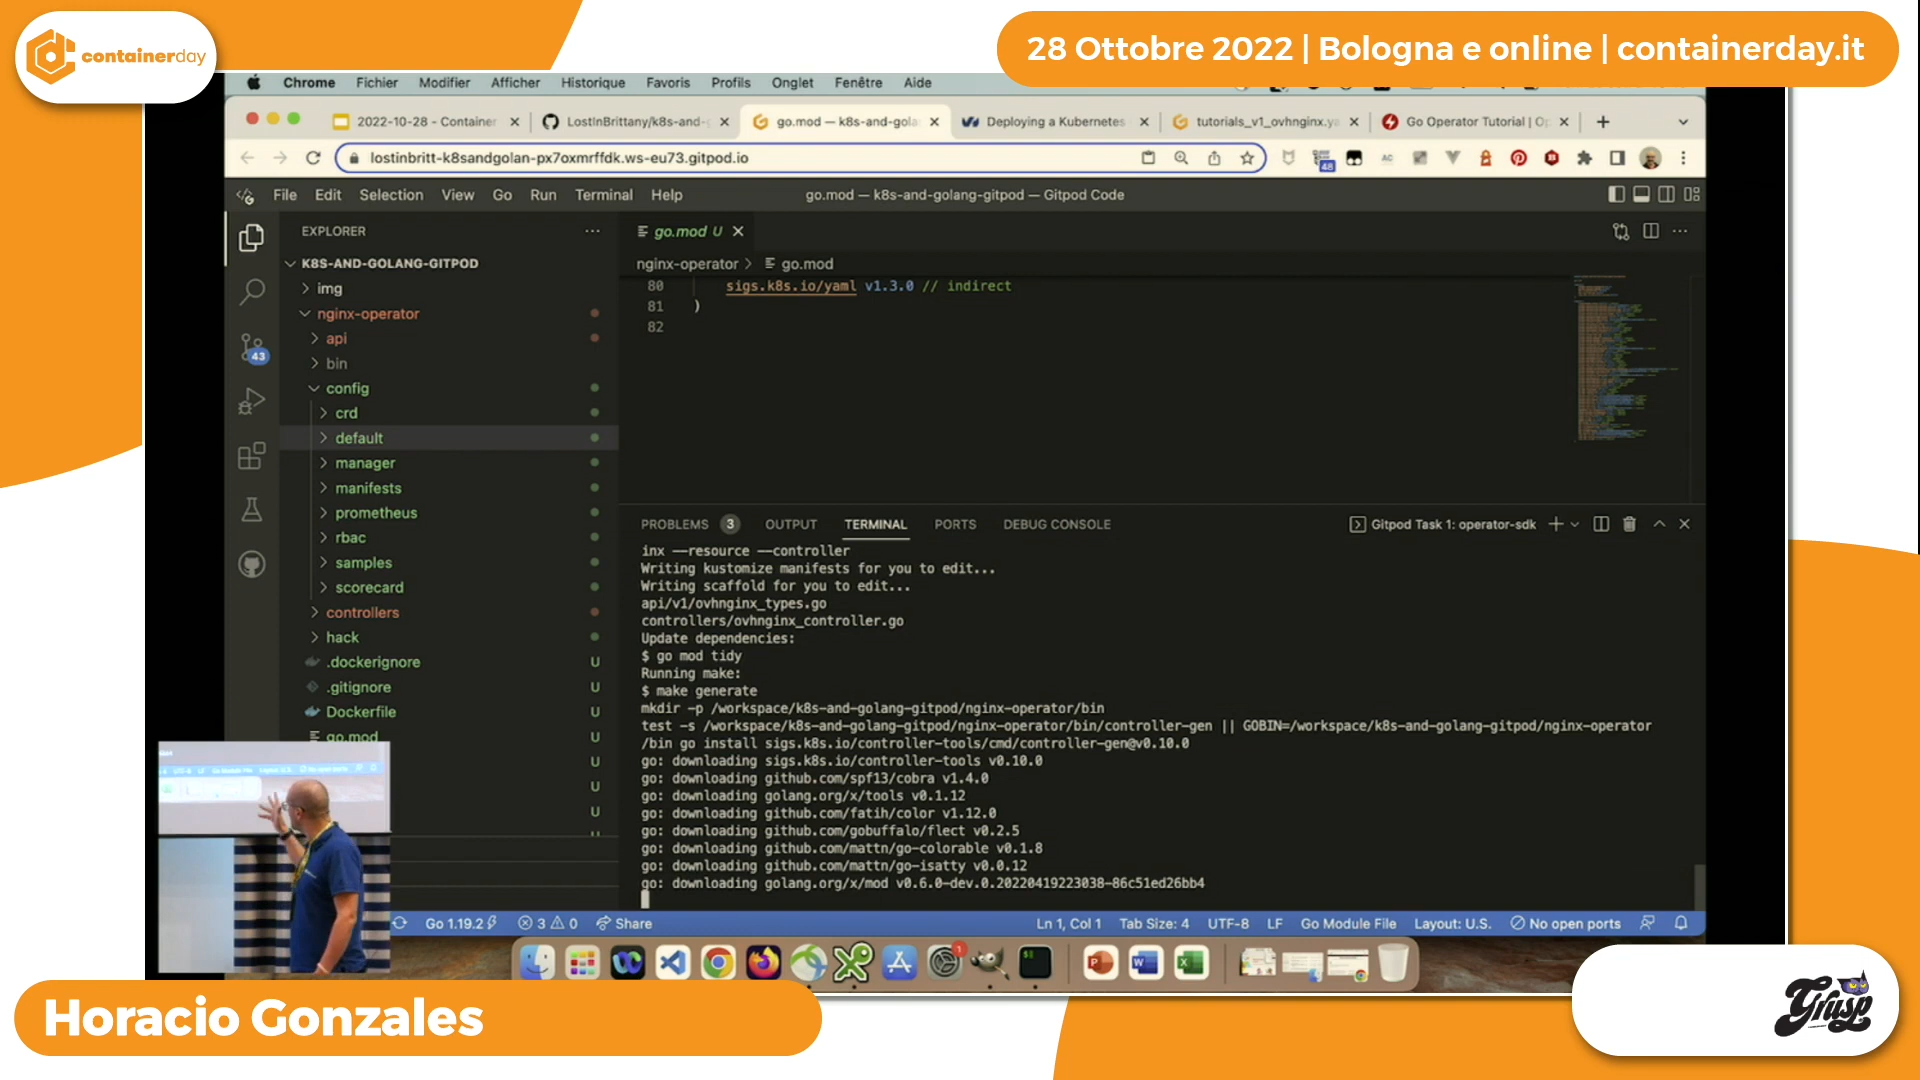 containerday
28 Ottobre 2022 | Bologna e online | containerday.it
Chrome Fichier Modifier Afficher Historique Favoris Profils Onglet Fenêtre Aide
2022-10-28 - Container
LostInBrittany/k8s-and-
go.mod — k8s-and-gola
Deploying a Kubernetes
tutorials_v1_ovhnginx.ya
Go Operator Tutorial | Op
lostinbritt-k8sandgolan-px7oxmrffdk.ws-eu73.gitpod.io
File Edit Selection View Go Run Terminal Help
go.mod — k8s-and-golang-gitpod — Gitpod Code
EXPLORER
go.mod U
K8S-AND-GOLANG-GITPOD
nginx-operator > go.mod
img
nginx-operator
api
bin
config
crd
default
manager
manifests
prometheus
rbac
samples
scorecard
controllers
hack
.dockerignore U
.gitignore U
Dockerfile U
go.mod U
U
U
U
43
80 sigs.k8s.io/yaml v1.3.0 // indirect
81 )
82
PROBLEMS 3 OUTPUT TERMINAL PORTS DEBUG CONSOLE
Gitpod Task 1: operator-sdk
inx --resource --controller
Writing kustomize manifests for you to edit...
Writing scaffold for you to edit...
api/v1/ovhnginx_types.go
controllers/ovhnginx_controller.go
Update dependencies:
$ go mod tidy
Running make:
$ make generate
mkdir -p /workspace/k8s-and-golang-gitpod/nginx-operator/bin
test -s /workspace/k8s-and-golang-gitpod/nginx-operator/bin/controller-gen || GOBIN=/workspace/k8s-and-golang-gitpod/nginx-operator
/bin go install sigs.k8s.io/controller-tools/cmd/controller-gen@v0.10.0
go: downloading sigs.k8s.io/controller-tools v0.10.0
go: downloading github.com/spf13/cobra v1.4.0
go: downloading golang.org/x/tools v0.1.12
go: downloading github.com/fatih/color v1.12.0
go: downloading github.com/gobuffalo/flect v0.2.5
go: downloading github.com/mattn/go-colorable v0.1.8
go: downloading github.com/mattn/go-isatty v0.0.12
go: downloading golang.org/x/mod v0.6.0-dev.0.20220419223038-86c51ed26bb4
Go 1.19.2 3 0 Share
Ln 1, Col 1 Tab Size: 4 UTF-8 LF Go Module File Layout: U.S. No open ports
Horacio Gonzales
Grusp